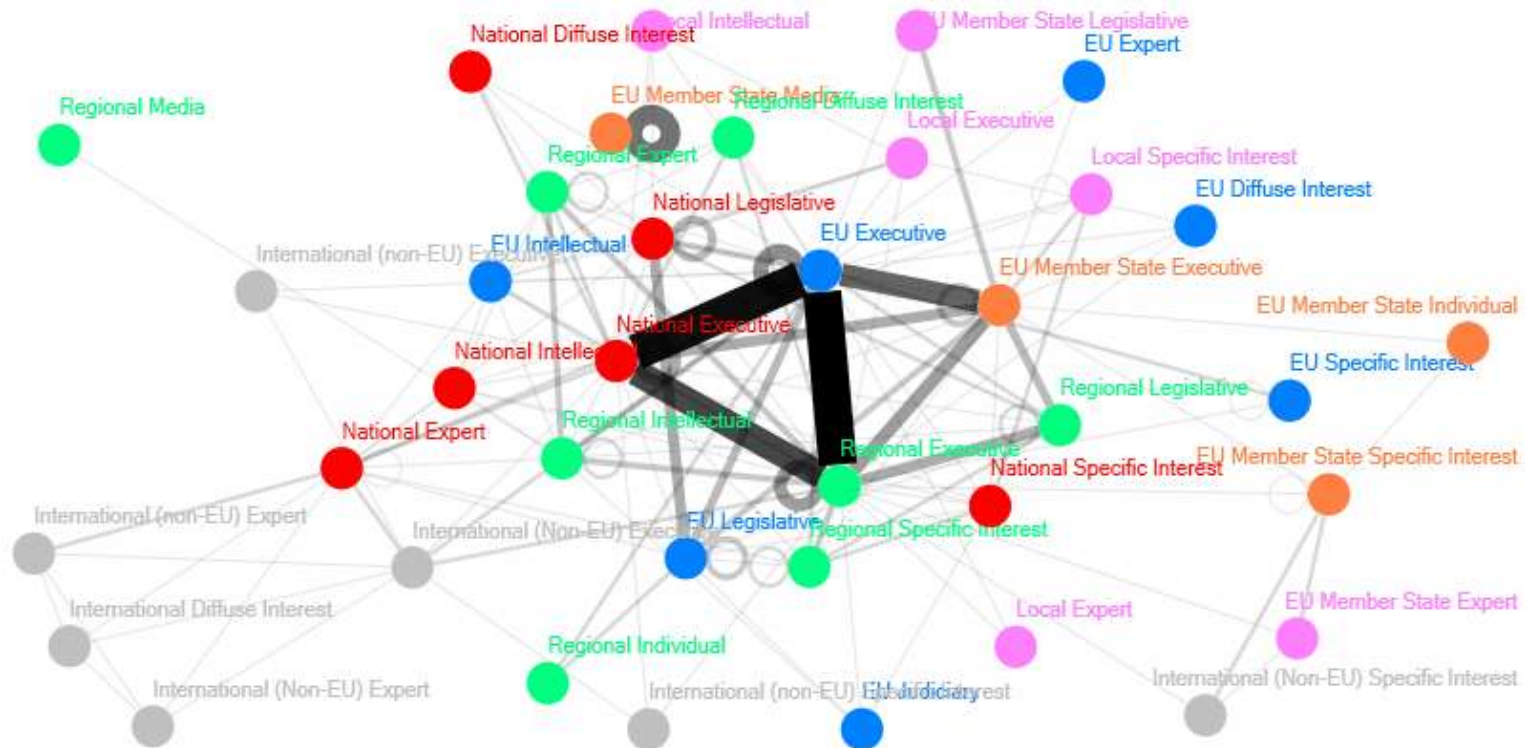 Local Intellectual
EU Member State Legislative
National Diffuse Interest
EU Expert
EU Member State Media
Regional Diffuse Interest
Regional Media
Local Executive
Regional Expert
Local Specific Interest
EU Diffuse Interest
National Legislative
EU Executive
EU Intellectual
International (non-EU) Executive
EU Member State Executive
EU Member State Individual
National Executive
National Intellectual
EU Specific Interest
Regional Legislative
Regional Intellectual
National Expert
Regional Executive
EU Member State Specific Interest
National Specific Interest
International (non-EU) Expert
International (Non-EU) Executive
EU Legislative
Regional Specific Interest
International Diffuse Interest
Local Expert
EU Member State Expert
Regional Individual
International (Non-EU) Specific Interest
International (Non-EU) Expert
International (non-EU) Specific Interest
EU Judiciary